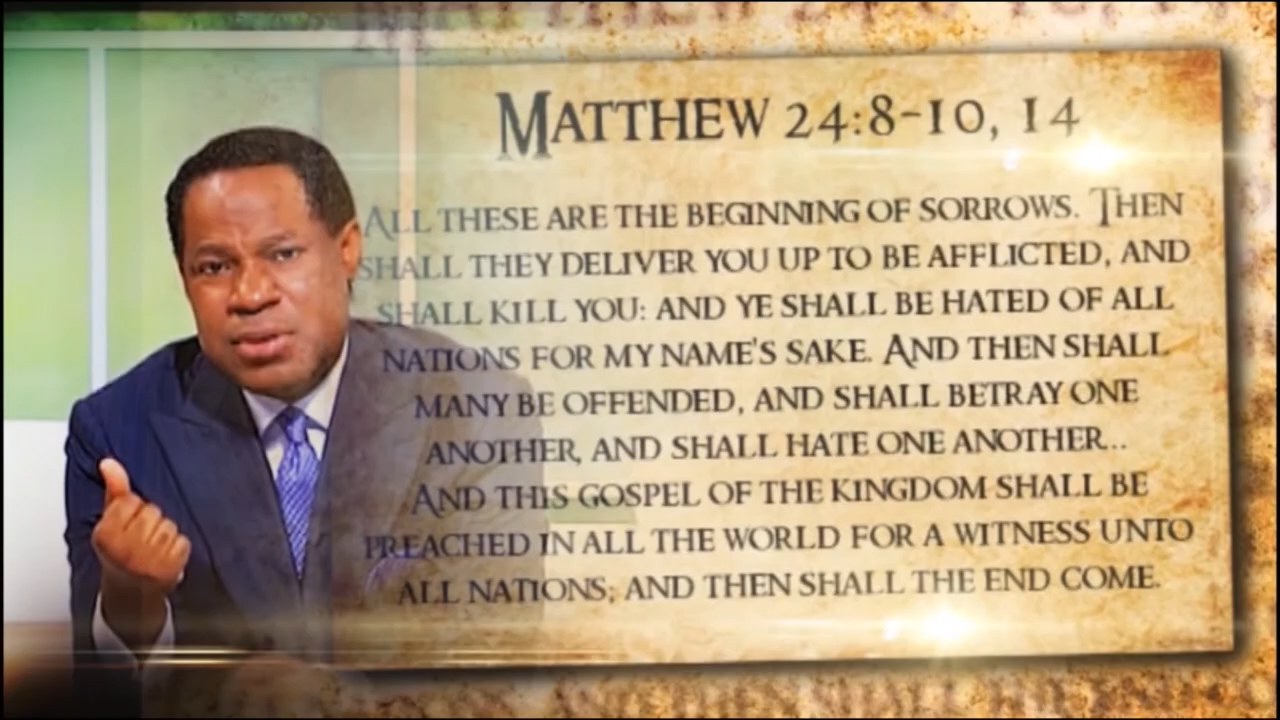 MATTHEW 24:8-10, 14
ALL THESE ARE THE BEGINNING OF SORROWS. THEN
SHALL THEY DELIVER YOU UP TO BE AFFLICTED, AND
SHALL KILL YOU: AND YE SHALL BE HATED OF ALL
NATIONS FOR MY NAME'S SAKE. AND THEN SHALL
MANY BE OFFENDED, AND SHALL BETRAY ONE
ANOTHER, AND SHALL HATE ONE ANOTHER...
AND THIS GOSPEL OF THE KINGDOM SHALL BE
PREACHED IN ALL THE WORLD FOR A WITNESS UNTO
ALL NATIONS; AND THEN SHALL THE END COME.